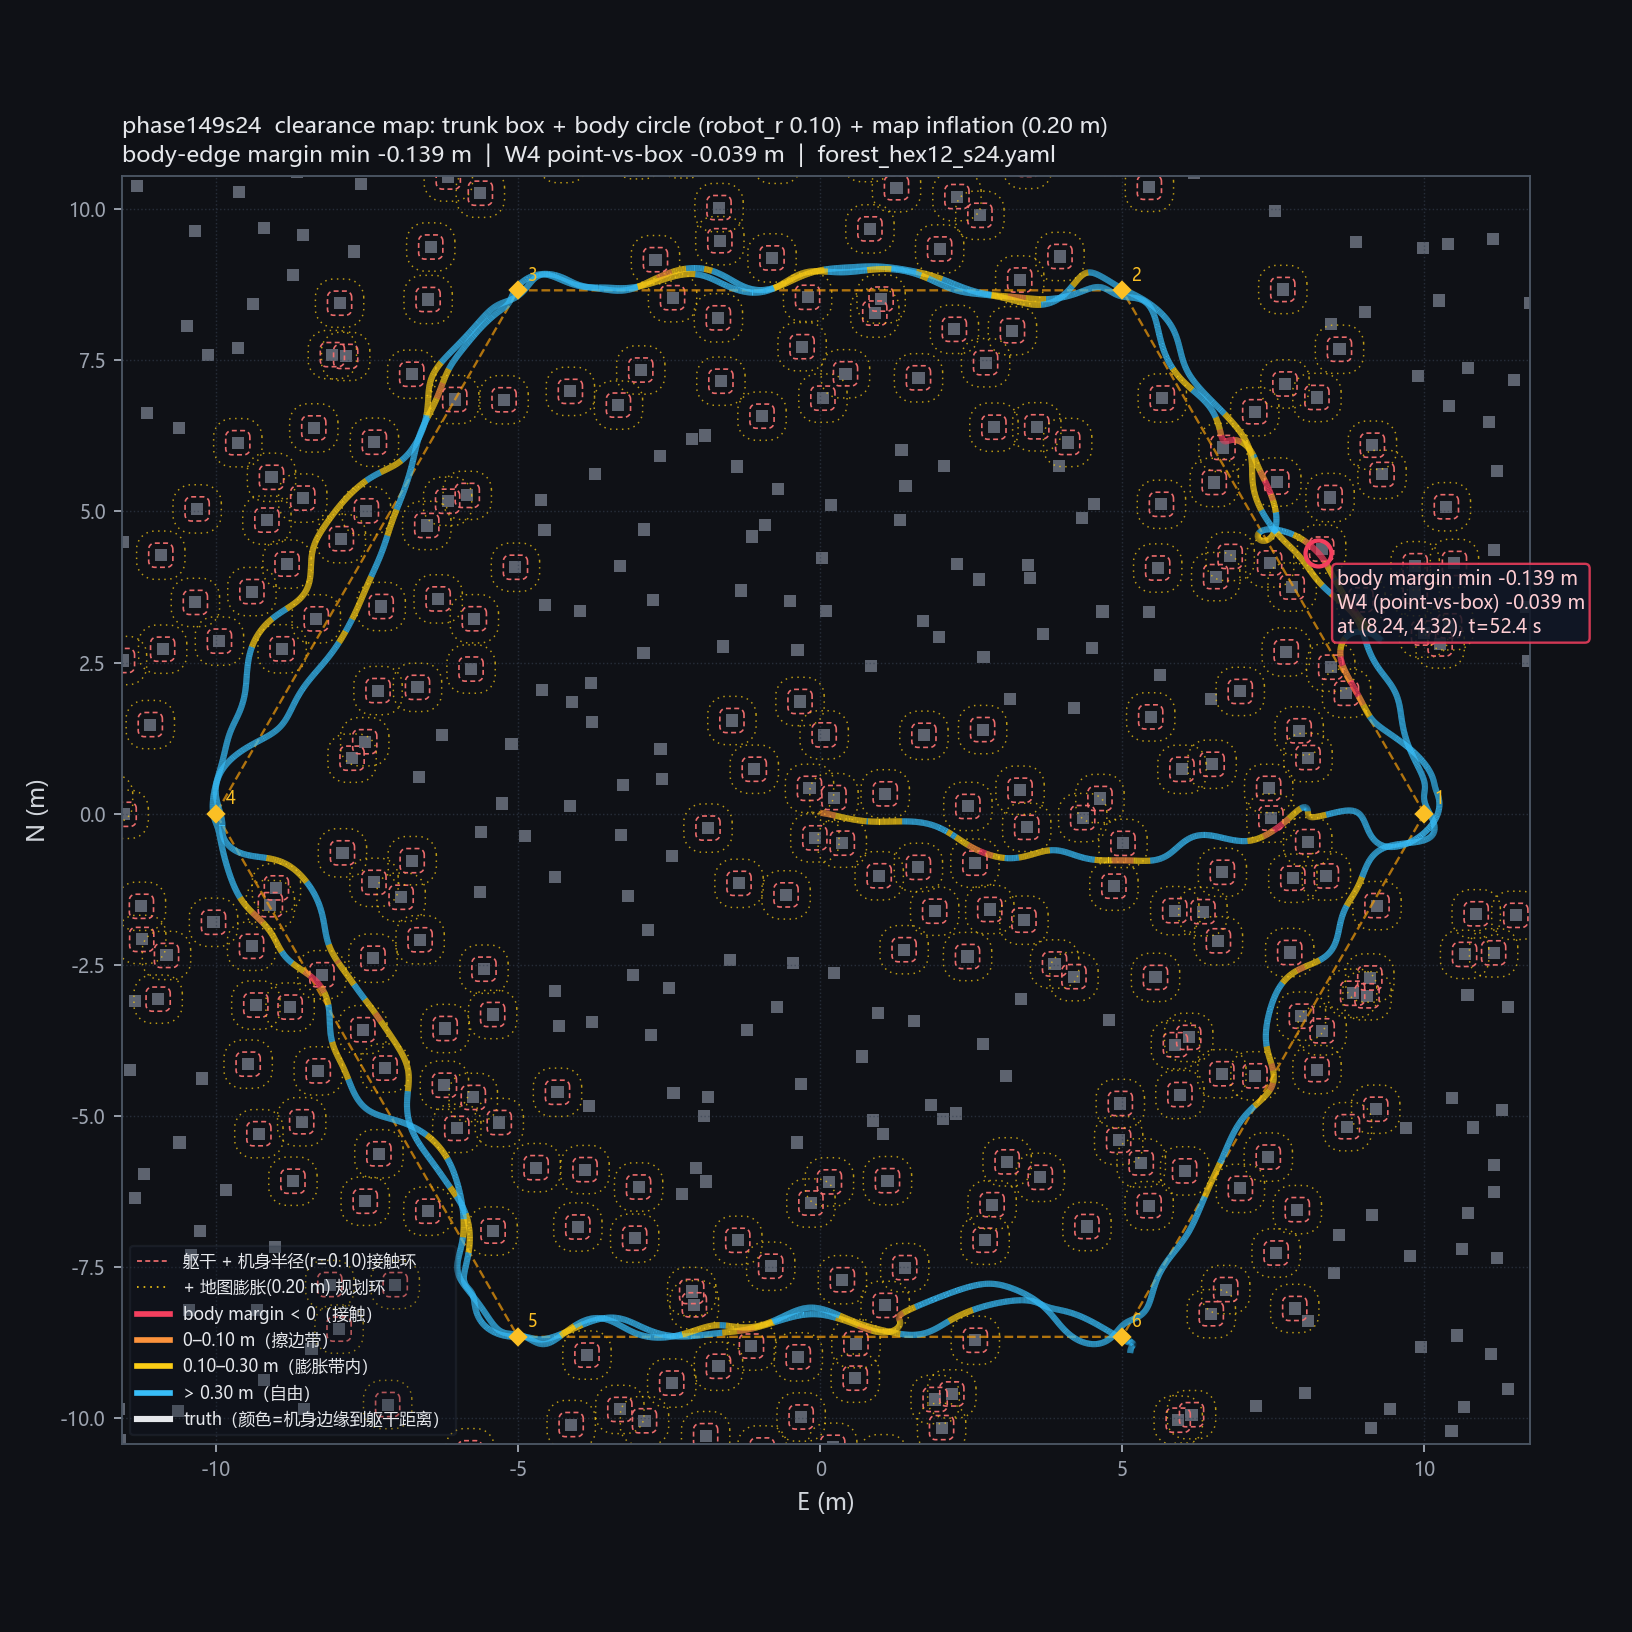 phase149s24  clearance map: trunk box + body circle (robot_r 0.10) + map inflation (0.20 m)
body-edge margin min -0.139 m  |  W4 point-vs-box -0.039 m  |  forest_hex12_s24.yaml
10.0
7.5
5.0
2.5
0.0
-2.5
-5.0
-7.5
-10.0
N (m)
3
2
4
1
5
6
body margin min -0.139 m
W4 (point-vs-box) -0.039 m
at (8.24, 4.32), t=52.4 s
躯干 + 机身半径(r=0.10)接触环
+ 地图膨胀(0.20 m) 规划环
body margin < 0（接触）
0–0.10 m（擦边带）
0.10–0.30 m（膨胀带内）
> 0.30 m（自由）
truth（颜色=机身边缘到躯干距离）
-10
-5
0
5
10
E (m)